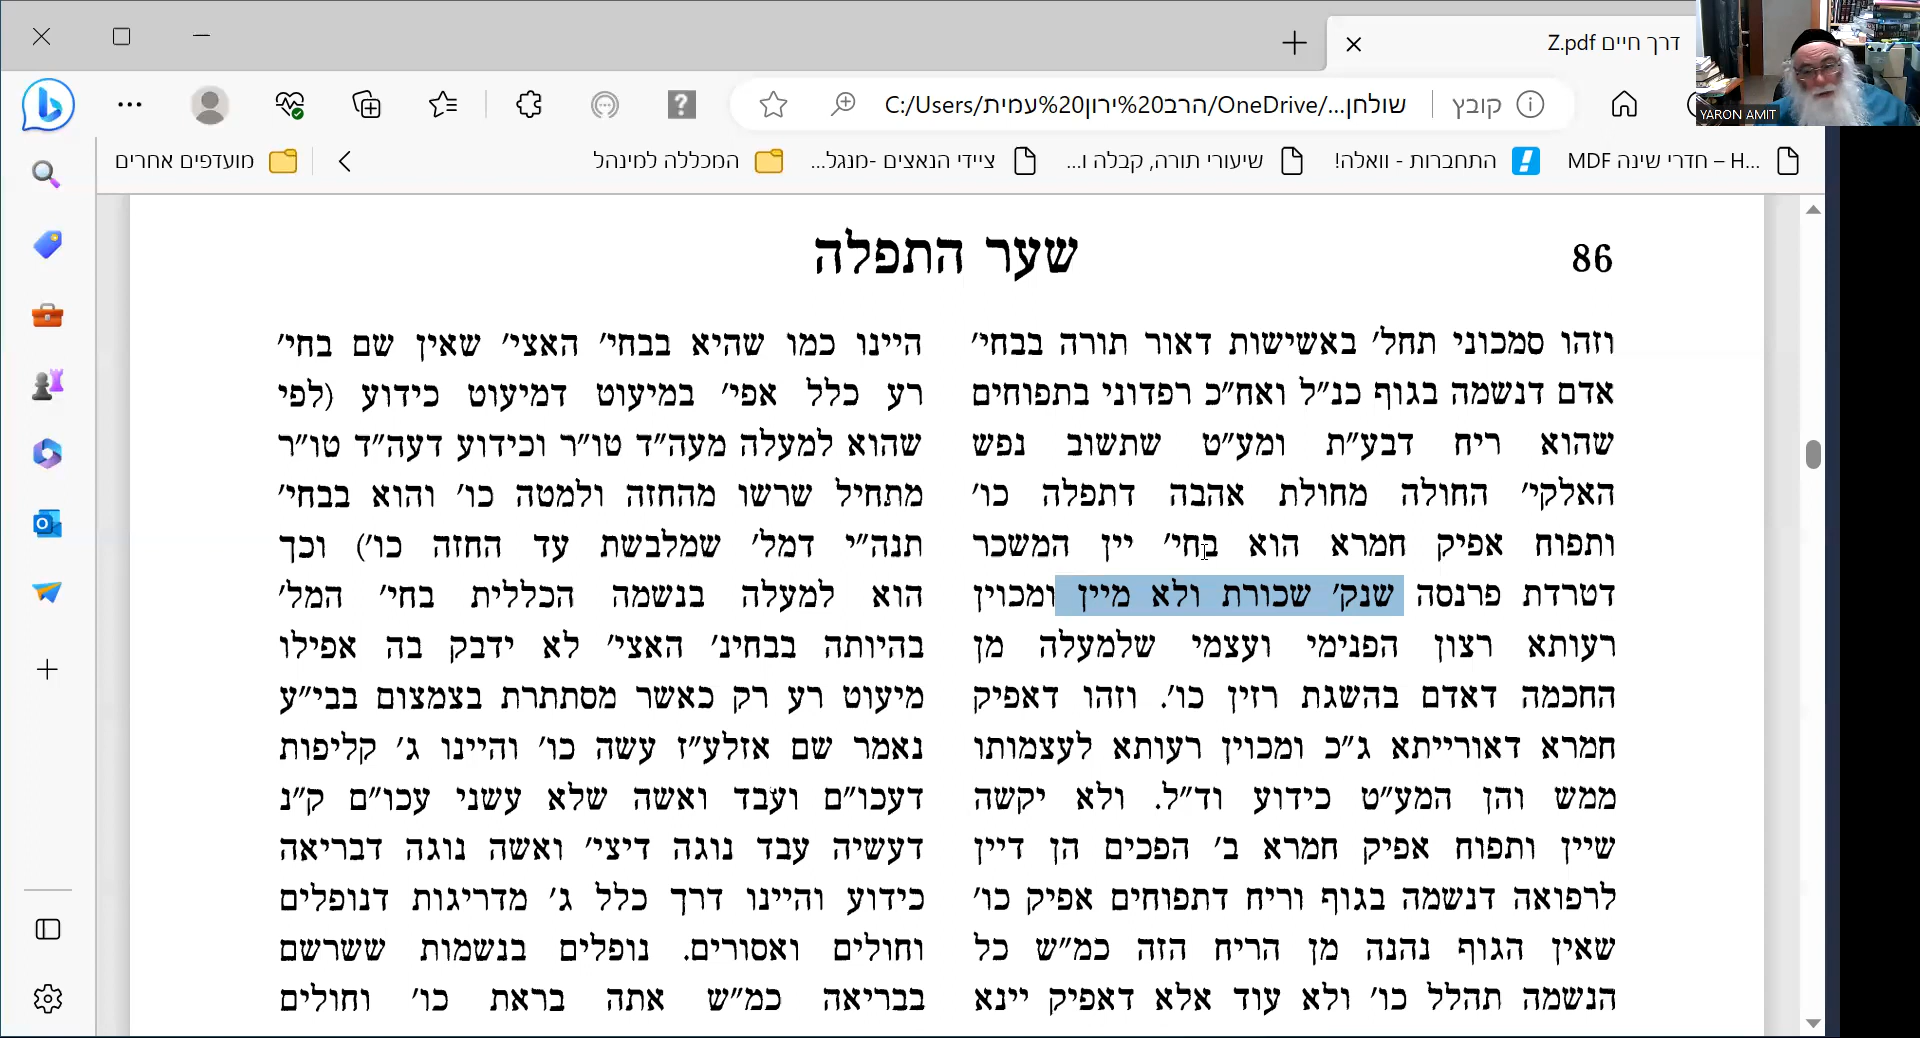 דרך חיים Z.pdf
C:/Users/הרב%20ירון%20עמית/OneDrive/...שולחן
קובץ
YARON AMIT
MDF חדרי שינה – H...
התחברות - וואלה!
שיעורי תורה, קבלה ו...
ציידי הנאצים -מנגל...
המכללה למינהל
מועדפים אחרים
86
שער התפלה
וזהו סמכוני תחל׳ באשישות דאור תורה בבחי׳
אדם דנשמה בגוף כנ״ל ואח״כ רפדוני בתפוחים
שהוא ריח דבע״ת ומע״ט שתשוב נפש
האלקי׳ החולה מחולת אהבה דתפלה כו׳
ותפוח אפיק חמרא הוא בחי׳ יין המשכר
דטרדת פרנסה שנק׳ שכורת ולא מיין ומכוין
רעותא רצון הפנימי ועצמי שלמעלה מן
החכמה דאדם בהשגת רזין כו׳. וזהו דאפיק
חמרא דאורייתא ג״כ ומכוין רעותא לעצמותו
ממש והן המע״ט כידוע וד״ל. ולא יקשה
שיין ותפוח אפיק חמרא ב׳ הפכים הן דיין
לרפואה דנשמה בגוף וריח דתפוחים אפיק כו׳
שאין הגוף נהנה מן הריח הזה כמ״ש כל
הנשמה תהלל כו׳ ולא עוד אלא דאפיק יינא
היינו כמו שהיא בבחי׳ האצי׳ שאין שם בחי׳
רע כלל אפי׳ במיעוט דמיעוט כידוע (לפי
שהוא למעלה מעה״ד טו״ר וכידוע דעה״ד טו״ר
מתחיל שרשו מהחזה ולמטה כו׳ והוא בבחי׳
תנה״י דמל׳ שמלבשת עד החזה כו׳) וכך
הוא למעלה בנשמה הכללית בחי׳ המל׳
בהיותה בבחינ׳ האצי׳ לא ידבק בה אפילו
מיעוט רע רק כאשר מסתתרת בצמצום בבי״ע
נאמר שם אזלע״ז עשה כו׳ והיינו ג׳ קליפות
דעכו״ם ועבד ואשה שלא עשני עכו״ם ק״נ
דעשיה עבד נוגה דיצי׳ ואשה נוגה דבריאה
כידוע והיינו דרך כלל ג׳ מדריגות דנופלים
וחולים ואסורים. נופלים בנשמות ששרשם
בבריאה כמ״ש אתה בראת כו׳ וחולים